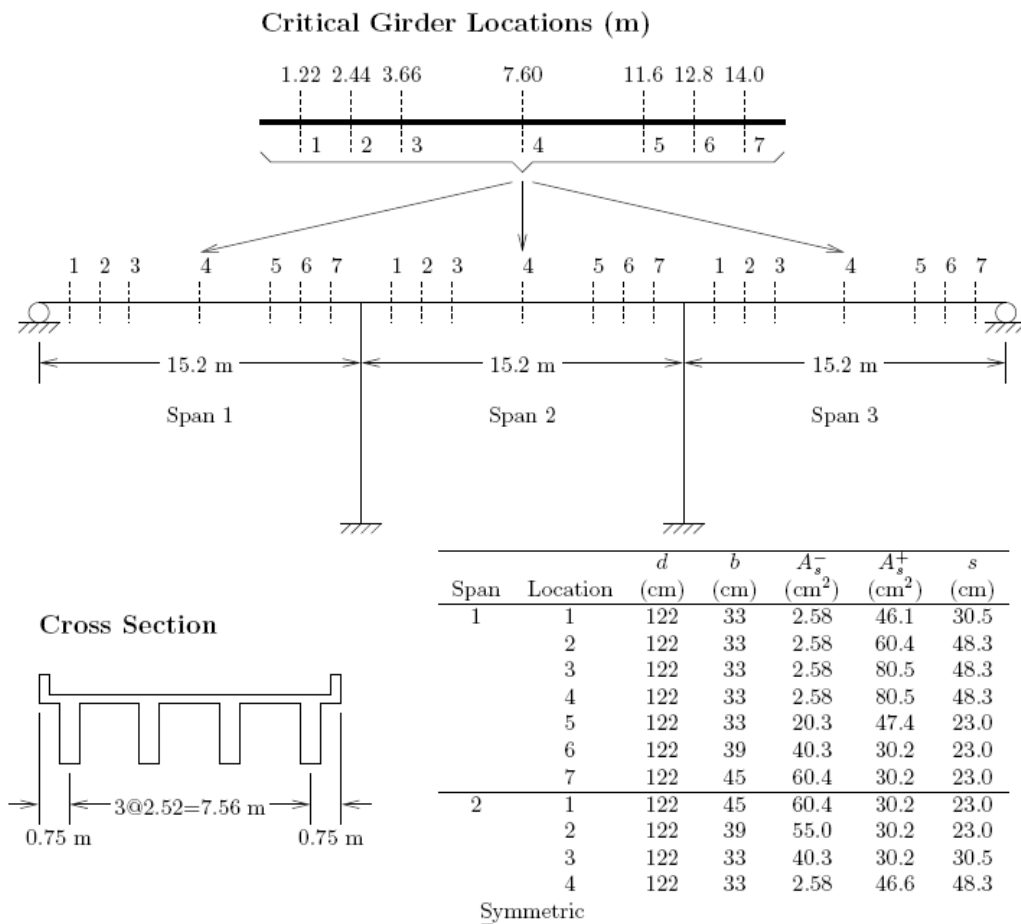 Critical Girder Locations (m)
1.22 2.44 3.66 7.60 11.6 12.8 14.0
1 2 3 4 5 6 7
1 2 3 4 5 6 7 1 2 3 4 5 6 7 1 2 3 4 5 6 7
15.2 m 15.2 m 15.2 m
Span 1 Span 2 Span 3
Cross Section
3@2.52=7.56 m
0.75 m 0.75 m
d b A_s^- A_s^+ s
Span Location (cm) (cm) (cm²) (cm²) (cm)
1 1 122 33 2.58 46.1 30.5
2 122 33 2.58 60.4 48.3
3 122 33 2.58 80.5 48.3
4 122 33 2.58 80.5 48.3
5 122 33 20.3 47.4 23.0
6 122 39 40.3 30.2 23.0
7 122 45 60.4 30.2 23.0
2 1 122 45 60.4 30.2 23.0
2 122 39 55.0 30.2 23.0
3 122 33 40.3 30.2 30.5
4 122 33 2.58 46.6 48.3
Symmetric